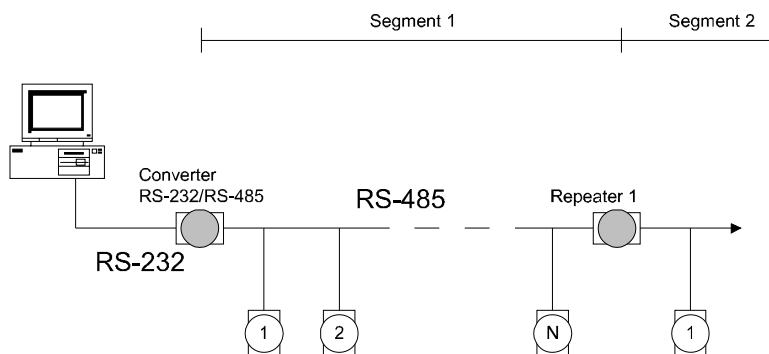 Segment 1
Segment 2
Converter
RS-232/RS-485
RS-485
Repeater 1
RS-232
1
2
N
1